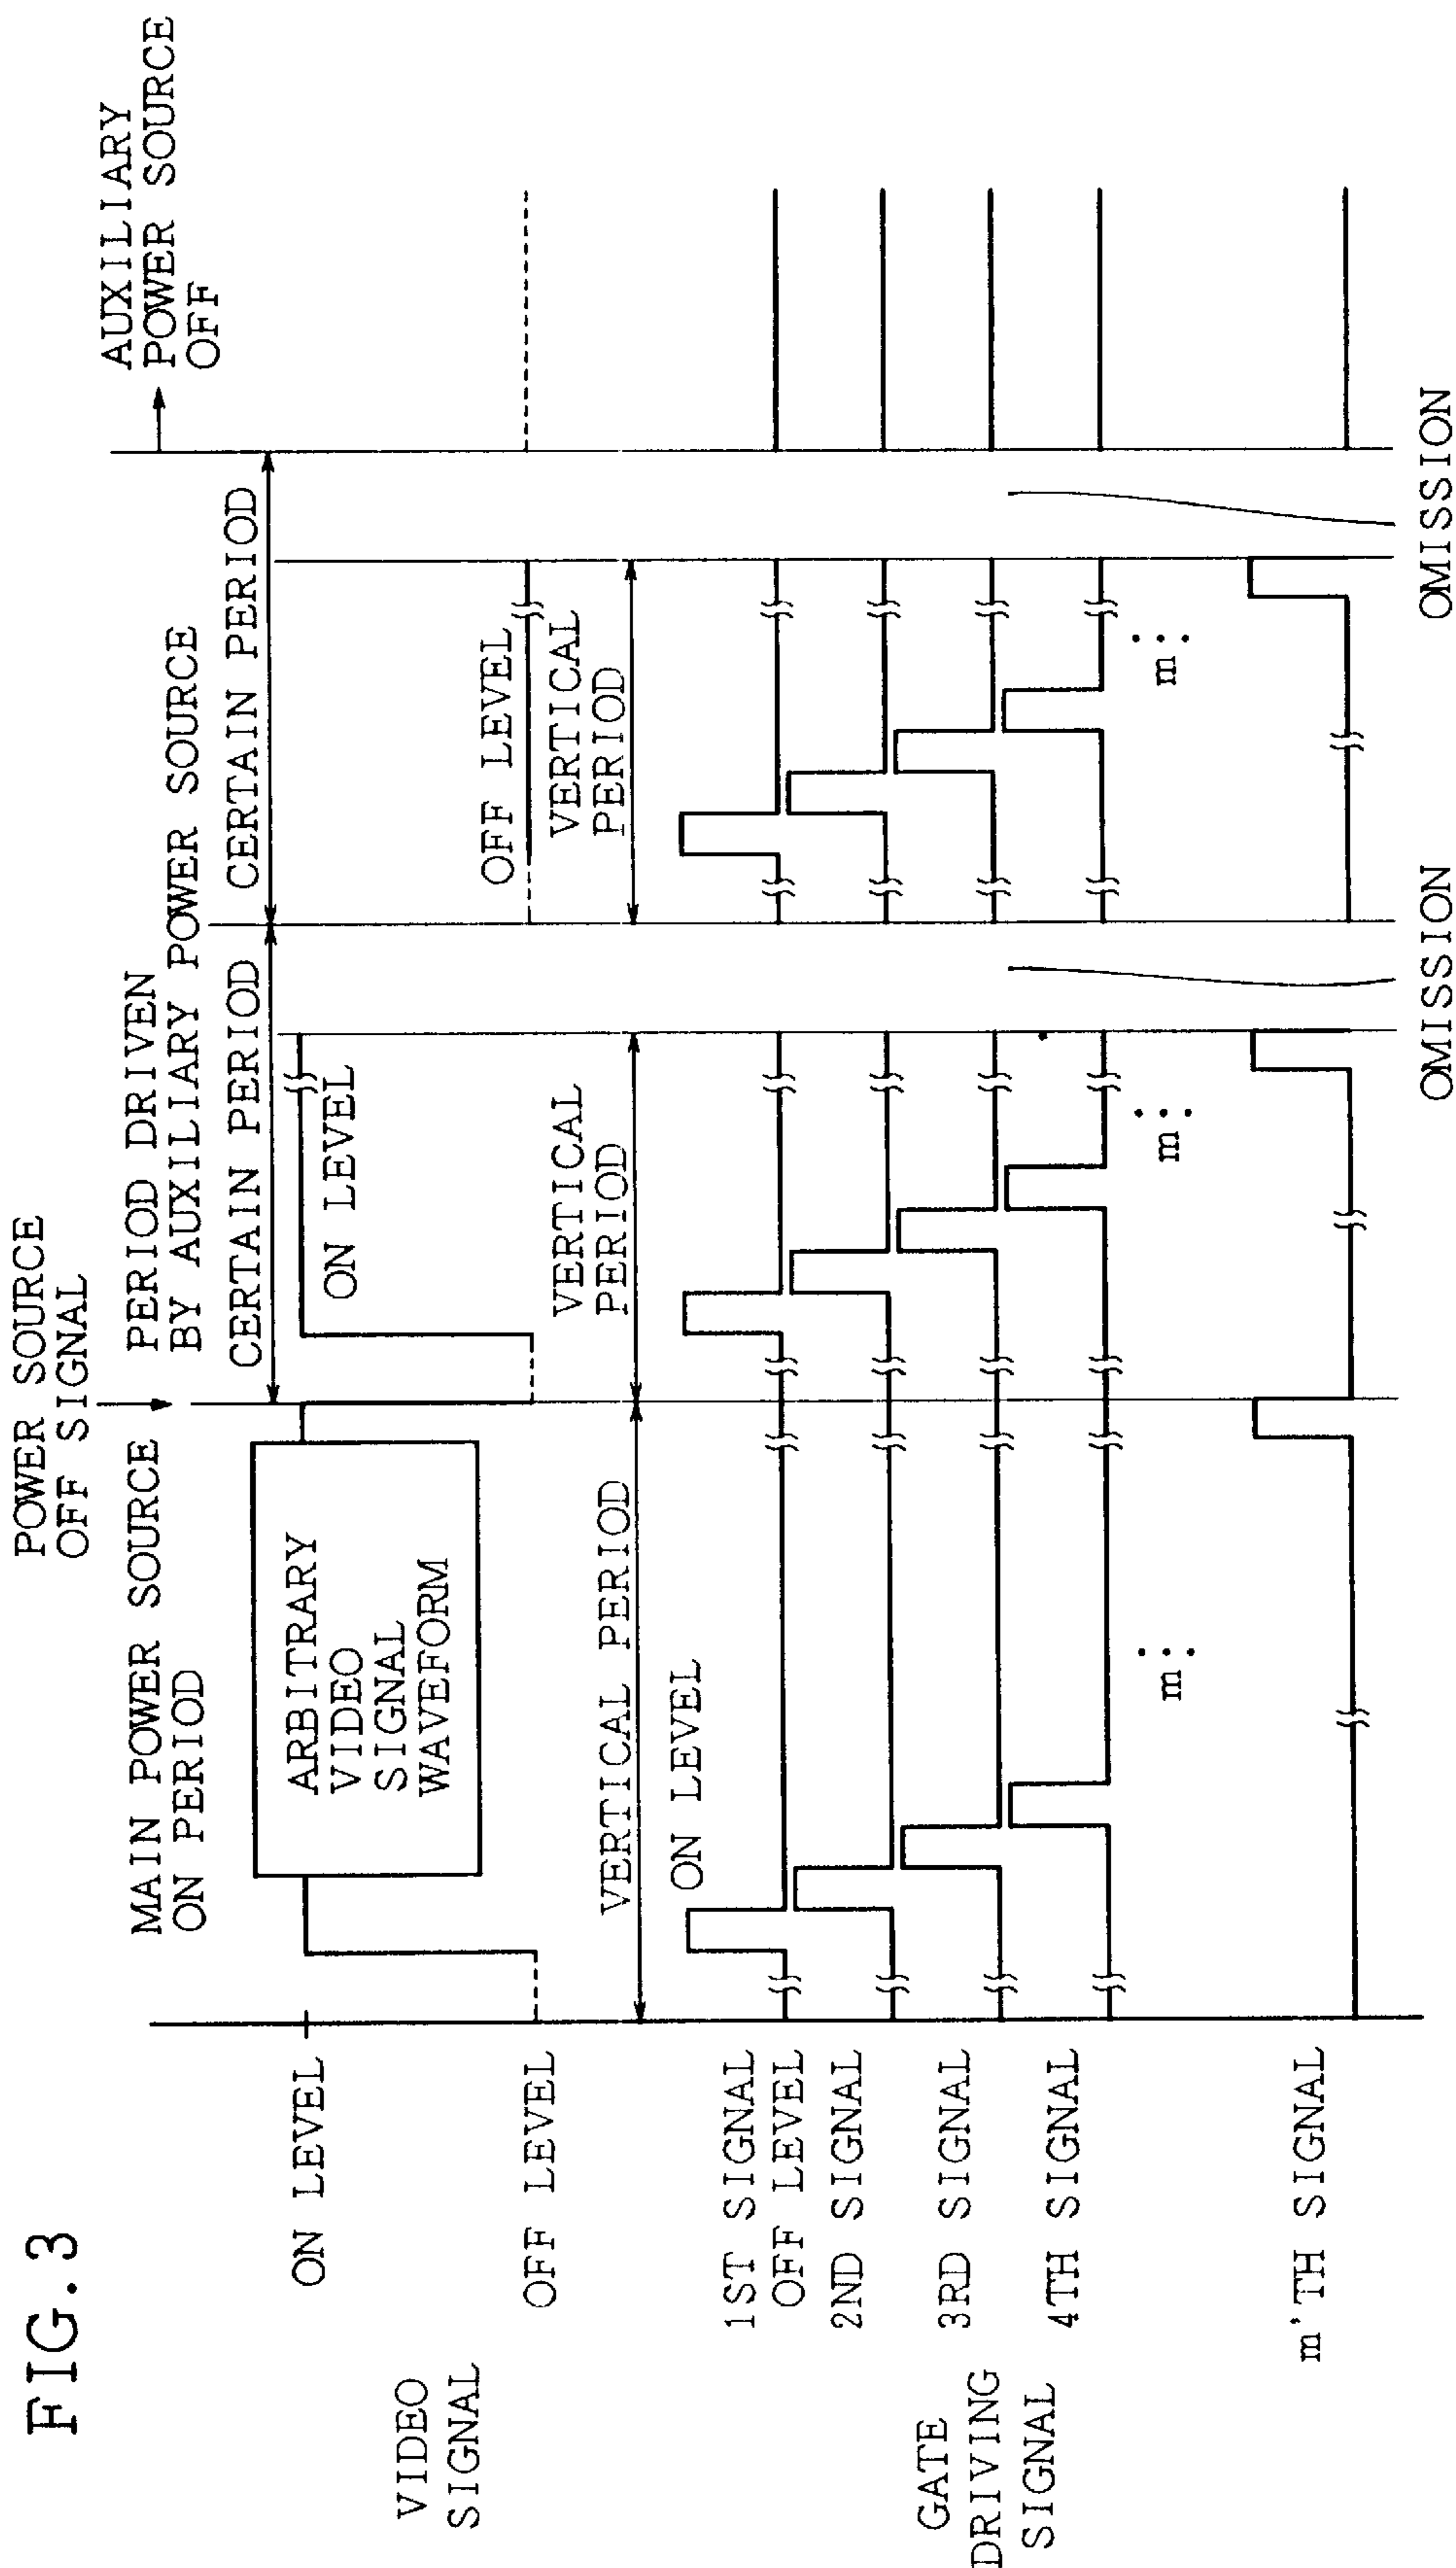 FIG.3
POWER SOURCE
OFF SIGNAL
AUXILIARY
POWER SOURCE
OFF
MAIN POWER SOURCE
ON PERIOD
PERIOD DRIVEN
BY AUXILIARY POWER SOURCE
CERTAIN PERIOD
CERTAIN PERIOD
VIDEO
SIGNAL
ON LEVEL
OFF LEVEL
ARBITRARY
VIDEO
SIGNAL
WAVEFORM
ON LEVEL
OFF LEVEL
VERTICAL PERIOD
VERTICAL
PERIOD
VERTICAL
PERIOD
ON LEVEL
GATE
DRIVING
SIGNAL
1ST SIGNAL
OFF LEVEL
2ND SIGNAL
3RD SIGNAL
4TH SIGNAL
m
m
m
m'TH SIGNAL
OMISSION
OMISSION